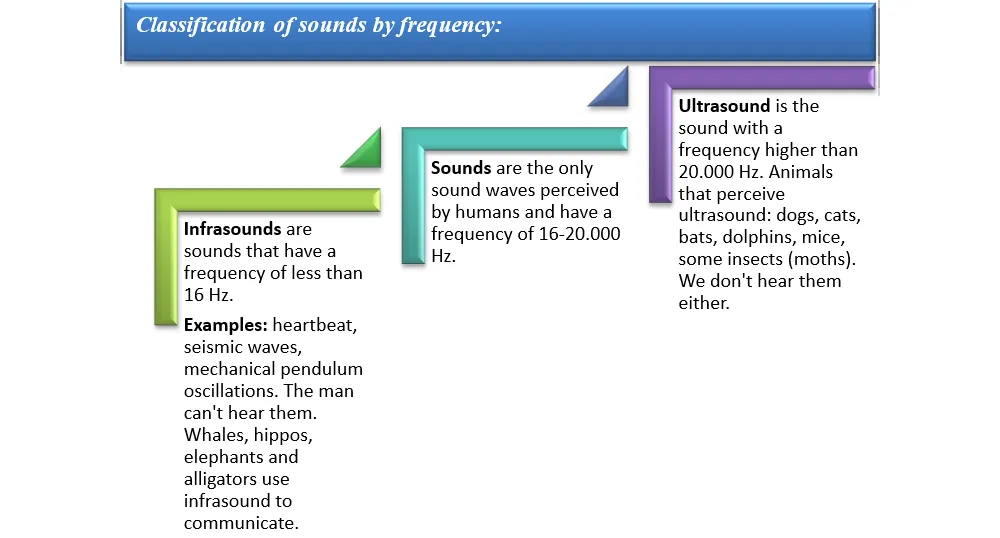 Classification of sounds by frequency:
Infrasounds are
sounds that have a
frequency of less than
16 Hz.
Examples: heartbeat,
seismic waves,
mechanical pendulum
oscillations. The man
can't hear them.
Whales, hippos,
elephants and
alligators use
infrasound to
communicate.
Sounds are the only
sound waves perceived
by humans and have a
frequency of 16-20.000
Hz.
Ultrasound is the
sound with a
frequency higher than
20.000 Hz. Animals
that perceive
ultrasound: dogs, cats,
bats, dolphins, mice,
some insects (moths).
We don't hear them
either.